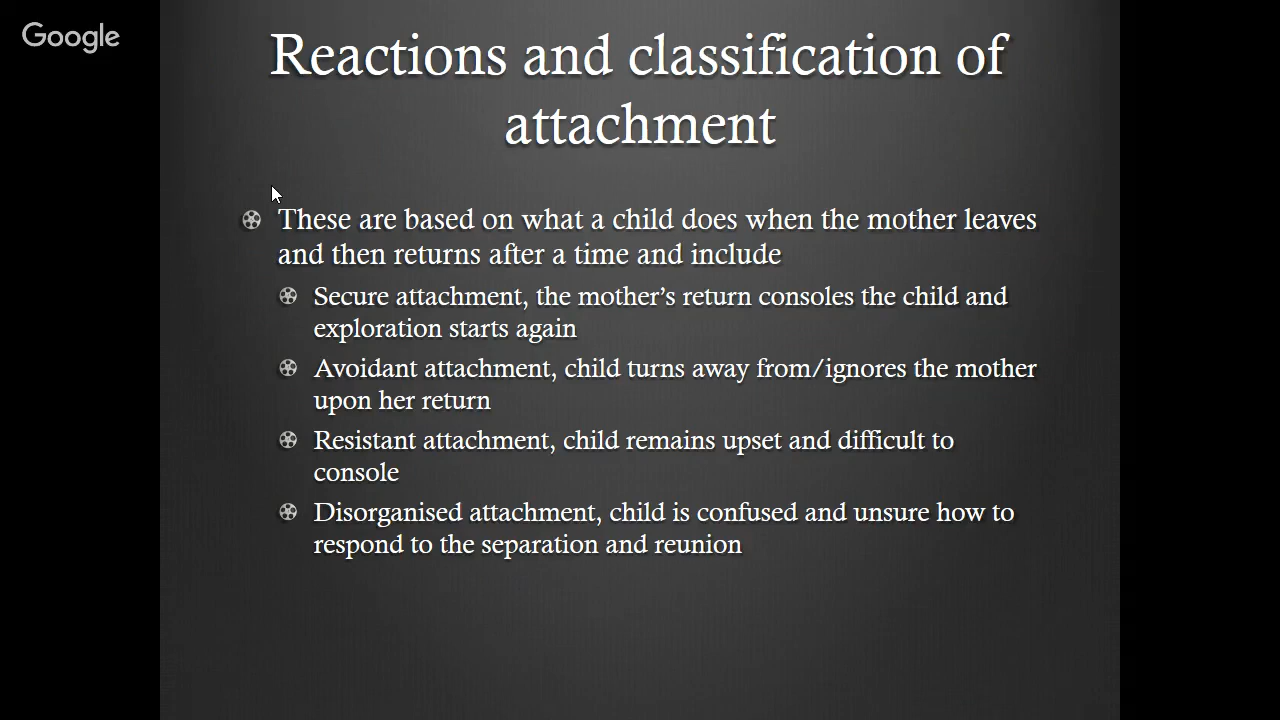 Google
Reactions and classification of
attachment
These are based on what a child does when the mother leaves
and then returns after a time and include
Secure attachment, the mother's return consoles the child and
exploration starts again
Avoidant attachment, child turns away from/ignores the mother
upon her return
Resistant attachment, child remains upset and difficult to
console
Disorganised attachment, child is confused and unsure how to
respond to the separation and reunion